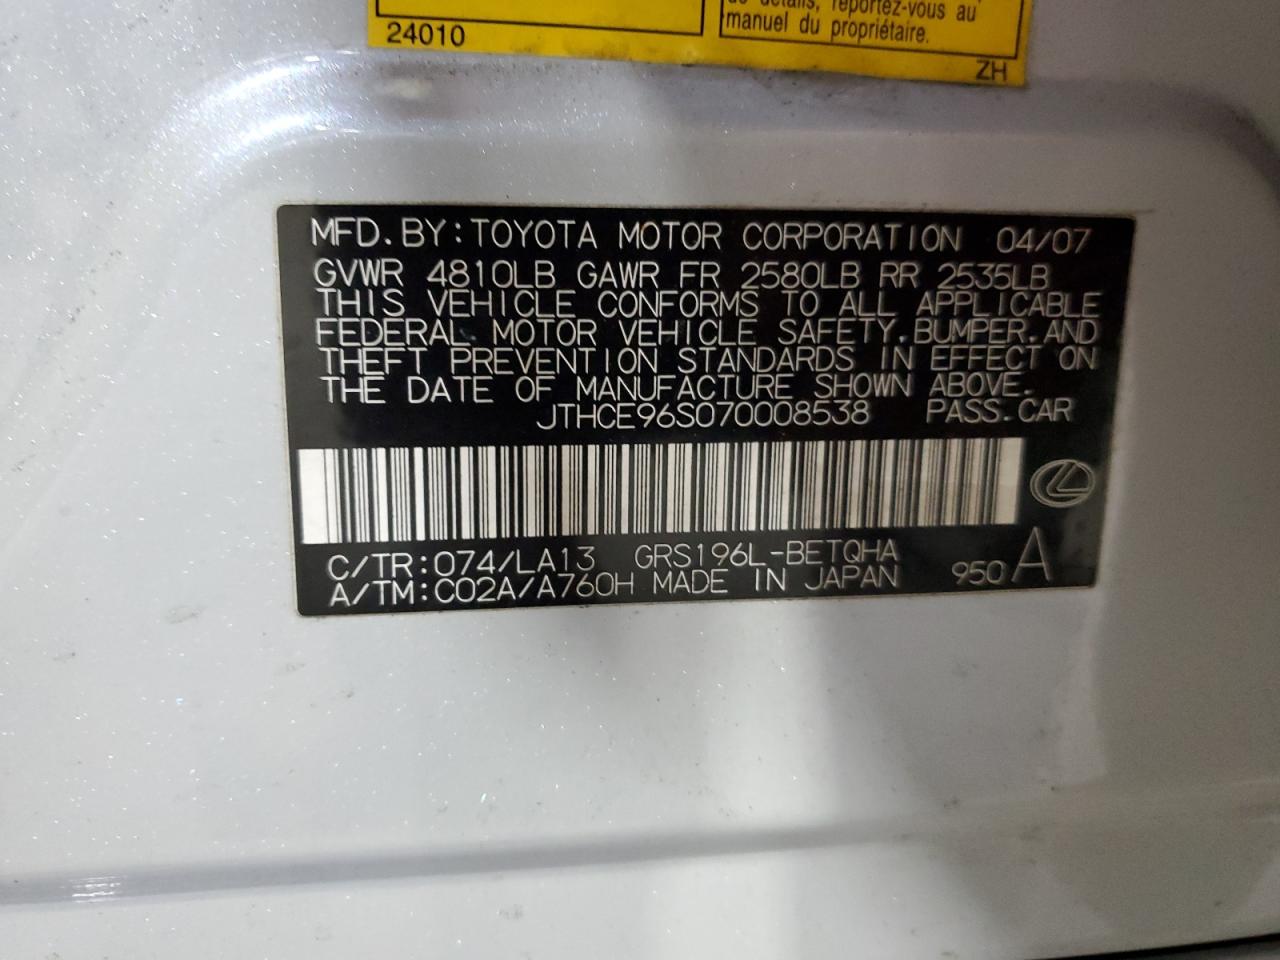 24010
de details, reportez-vous au
manuel du propriétaire.
ZH
MFD.BY:TOYOTA MOTOR CORPORATION 04/07
GVWR 4810LB GAWR FR 2580LB RR 2535LB
THIS VEHICLE CONFORMS TO ALL APPLICABLE
FEDERAL MOTOR VEHICLE SAFETY,BUMPER,AND
THEFT PREVENTION STANDARDS IN EFFECT ON
THE DATE OF MANUFACTURE SHOWN ABOVE.
JTHCE96S070008538 PASS.CAR
C/TR:074/LA13 GRS196L-BETQHA
A/TM:C02A/A760H MADE IN JAPAN 950A